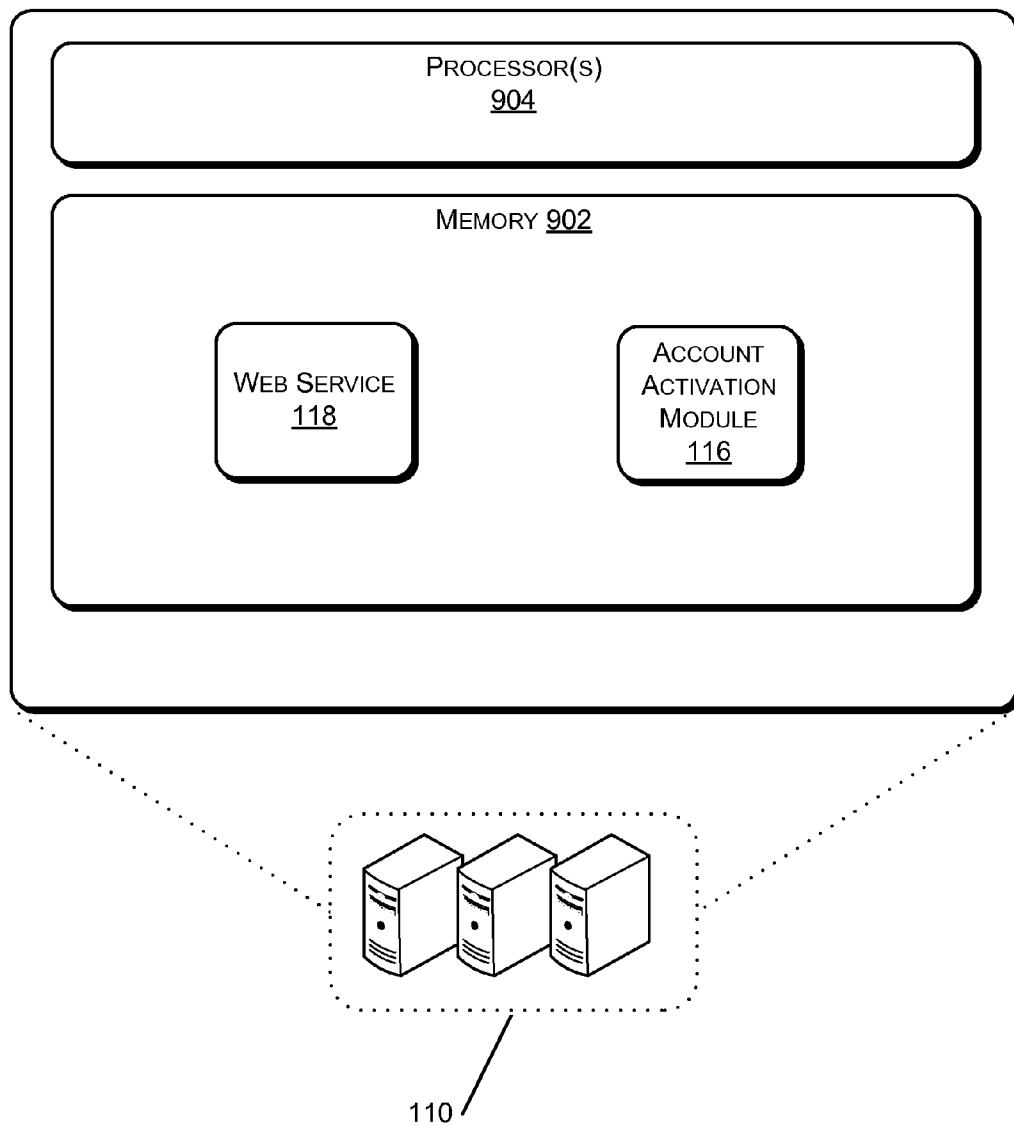 PROCESSOR(S)
904
MEMORY 902
WEB SERVICE
118
ACCOUNT
ACTIVATION
MODULE
116
110